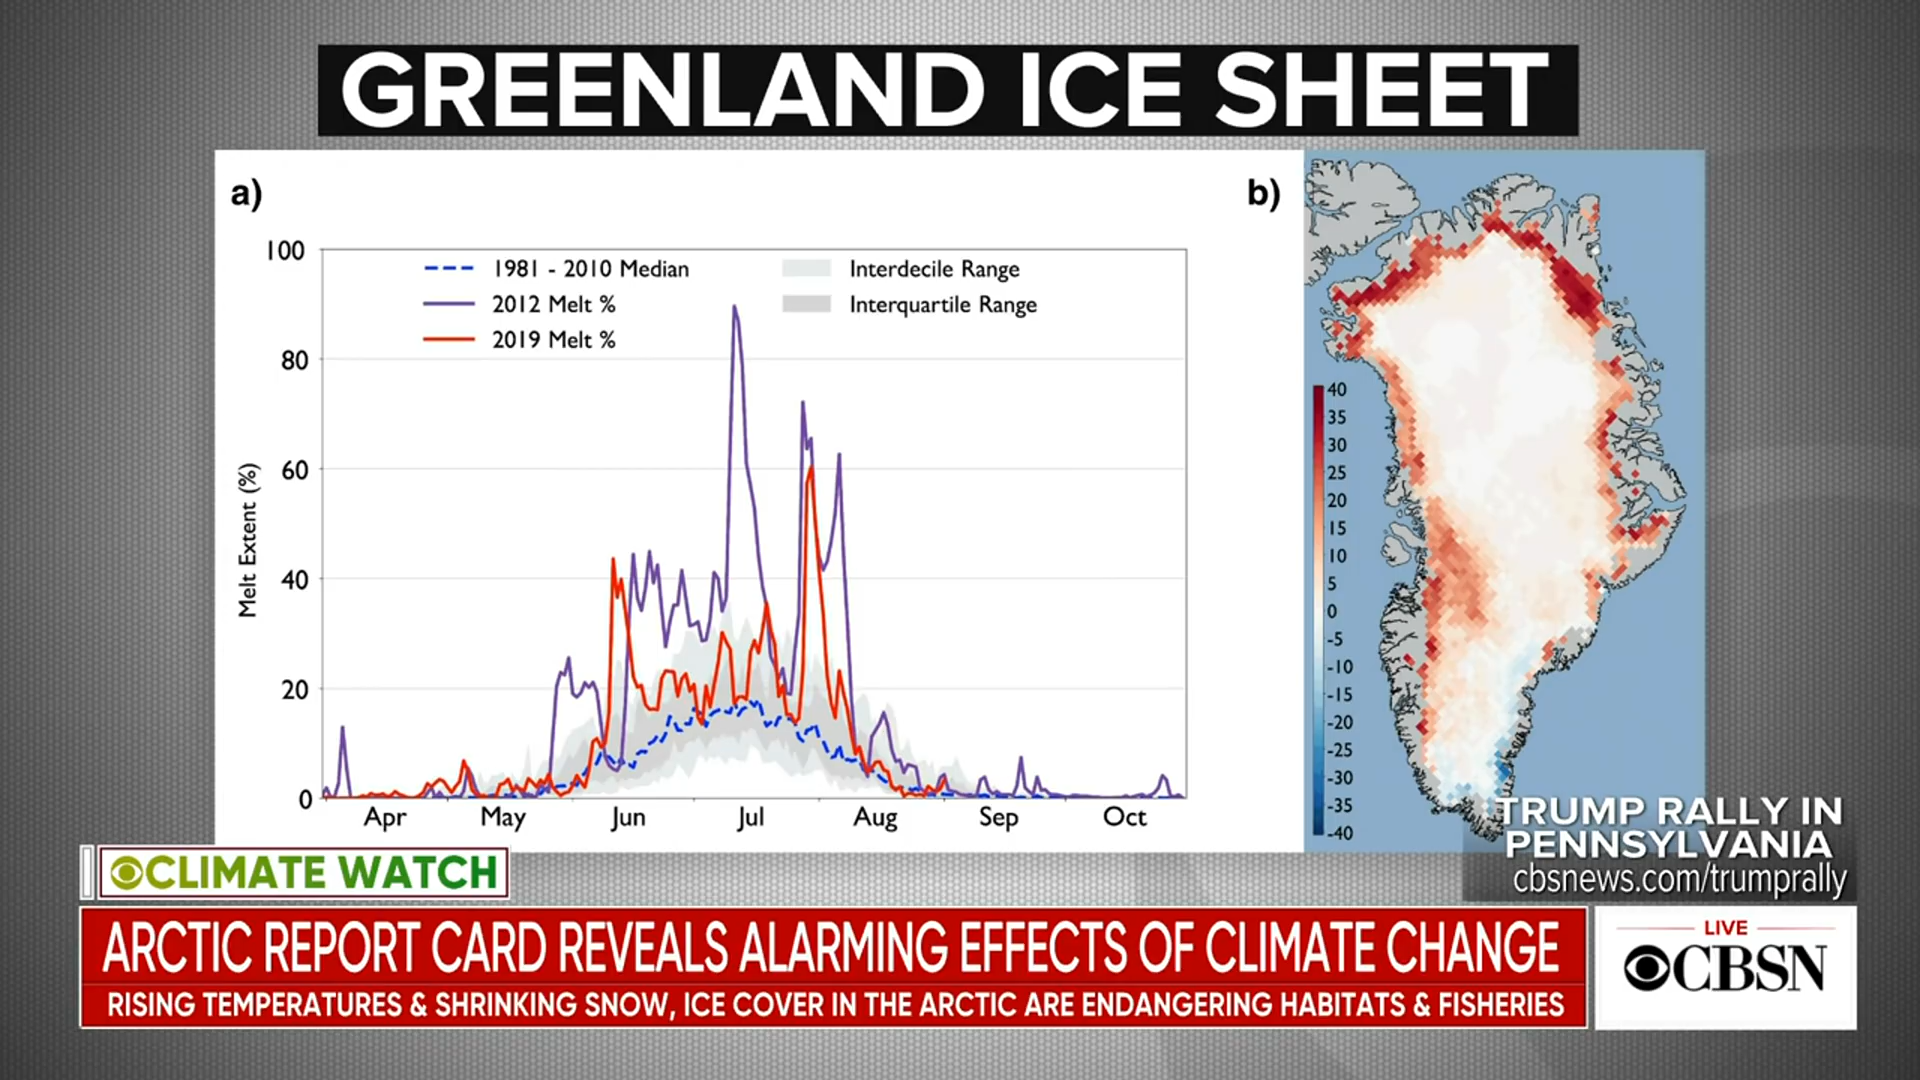 GREENLAND ICE SHEET
a)
b)
1981 - 2010 Median
2012 Melt %
2019 Melt %
Interdecile Range
Interquartile Range
Melt Extent (%)
100
80
60
40
20
0
Apr
May
Jun
Jul
Aug
Sep
Oct
40
35
30
25
20
15
10
5
0
-5
-10
-15
-20
-25
-30
-35
-40
TRUMP RALLY IN
PENNSYLVANIA
cbsnews.com/trumprally
CLIMATE WATCH
ARCTIC REPORT CARD REVEALS ALARMING EFFECTS OF CLIMATE CHANGE
RISING TEMPERATURES & SHRINKING SNOW, ICE COVER IN THE ARCTIC ARE ENDANGERING HABITATS & FISHERIES
LIVE
CBSN